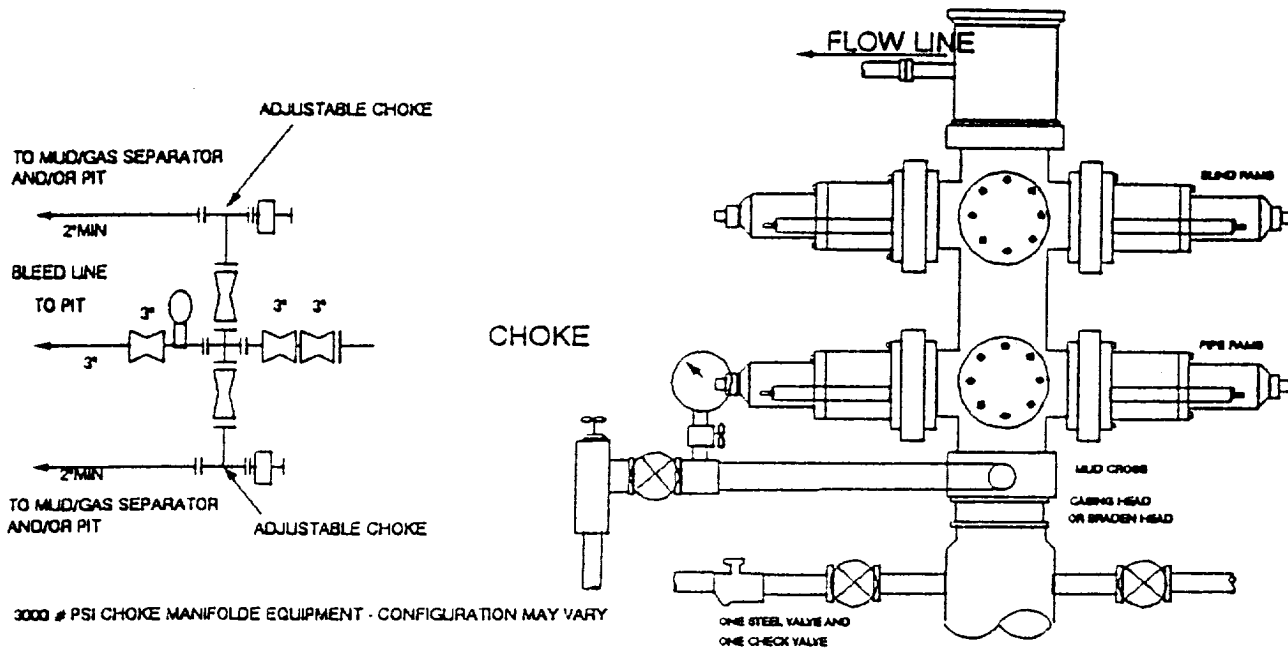 FLOW LINE
ADJUSTABLE CHOKE
TO MUD/GAS SEPARATOR
AND/OR PIT
2"MIN
BLEED LINE
TO PIT
3"
3"
3"
3"
CHOKE
BLIND RAMS
PIPE RAMS
2"MIN
TO MUD/GAS SEPARATOR
AND/OR PIT
ADJUSTABLE CHOKE
MUD CROSS
CASING HEAD
OR BRADEN HEAD
3000 # PSI CHOKE MANIFOLDE EQUIPMENT - CONFIGURATION MAY VARY
ONE STEEL VALVE AND
ONE CHECK VALVE